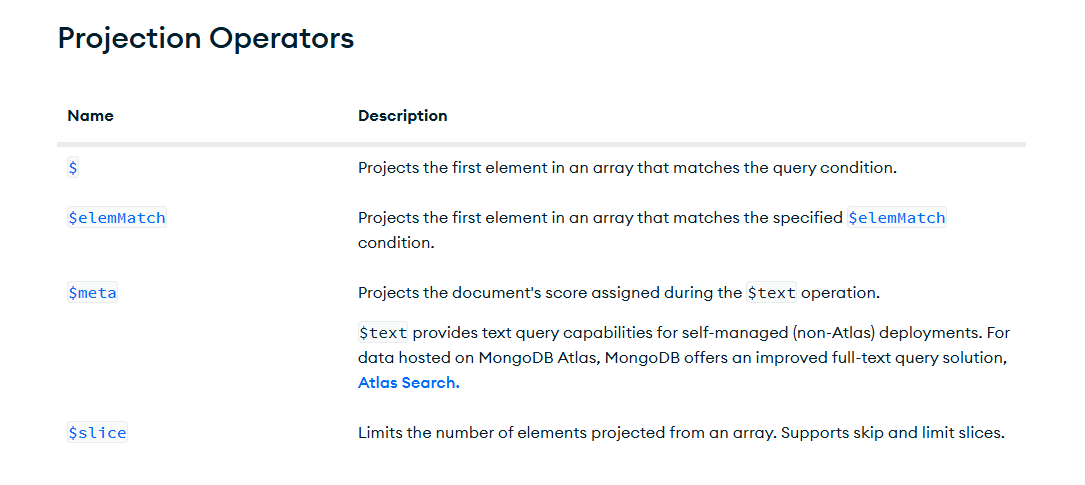 Projection Operators
Name Description
$ Projects the first element in an array that matches the query condition.
$elemMatch Projects the first element in an array that matches the specified $elemMatch
condition.
$meta Projects the document's score assigned during the $text operation.
$text provides text query capabilities for self-managed (non-Atlas) deployments. For
data hosted on MongoDB Atlas, MongoDB offers an improved full-text query solution,
Atlas Search.
$slice Limits the number of elements projected from an array. Supports skip and limit slices.